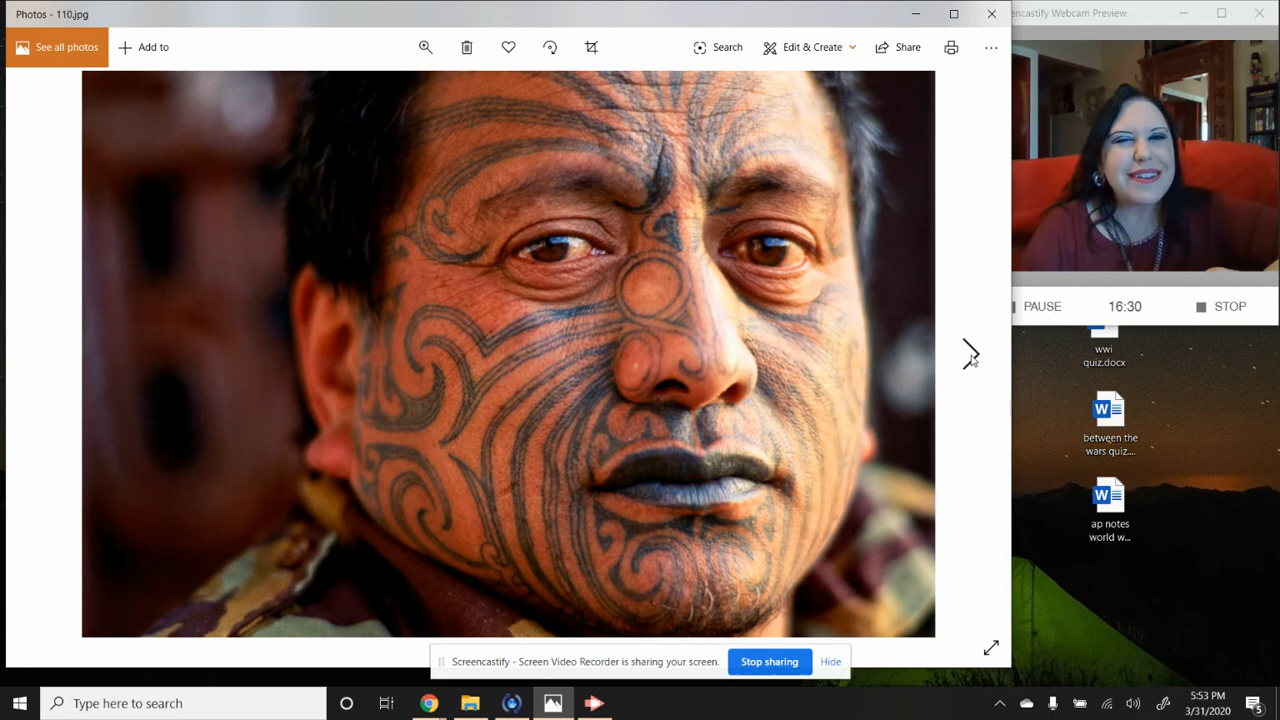 Photos - 110.jpg
See all photos
Add to
Search
Edit & Create
Share
encastify Webcam Preview
PAUSE
16:30
STOP
wwi
quiz.docx
between the
wars quiz....
ap notes
world w...
Screencastify - Screen Video Recorder is sharing your screen.
Stop sharing
Hide
Type here to search
5:53 PM
3/31/2020
5